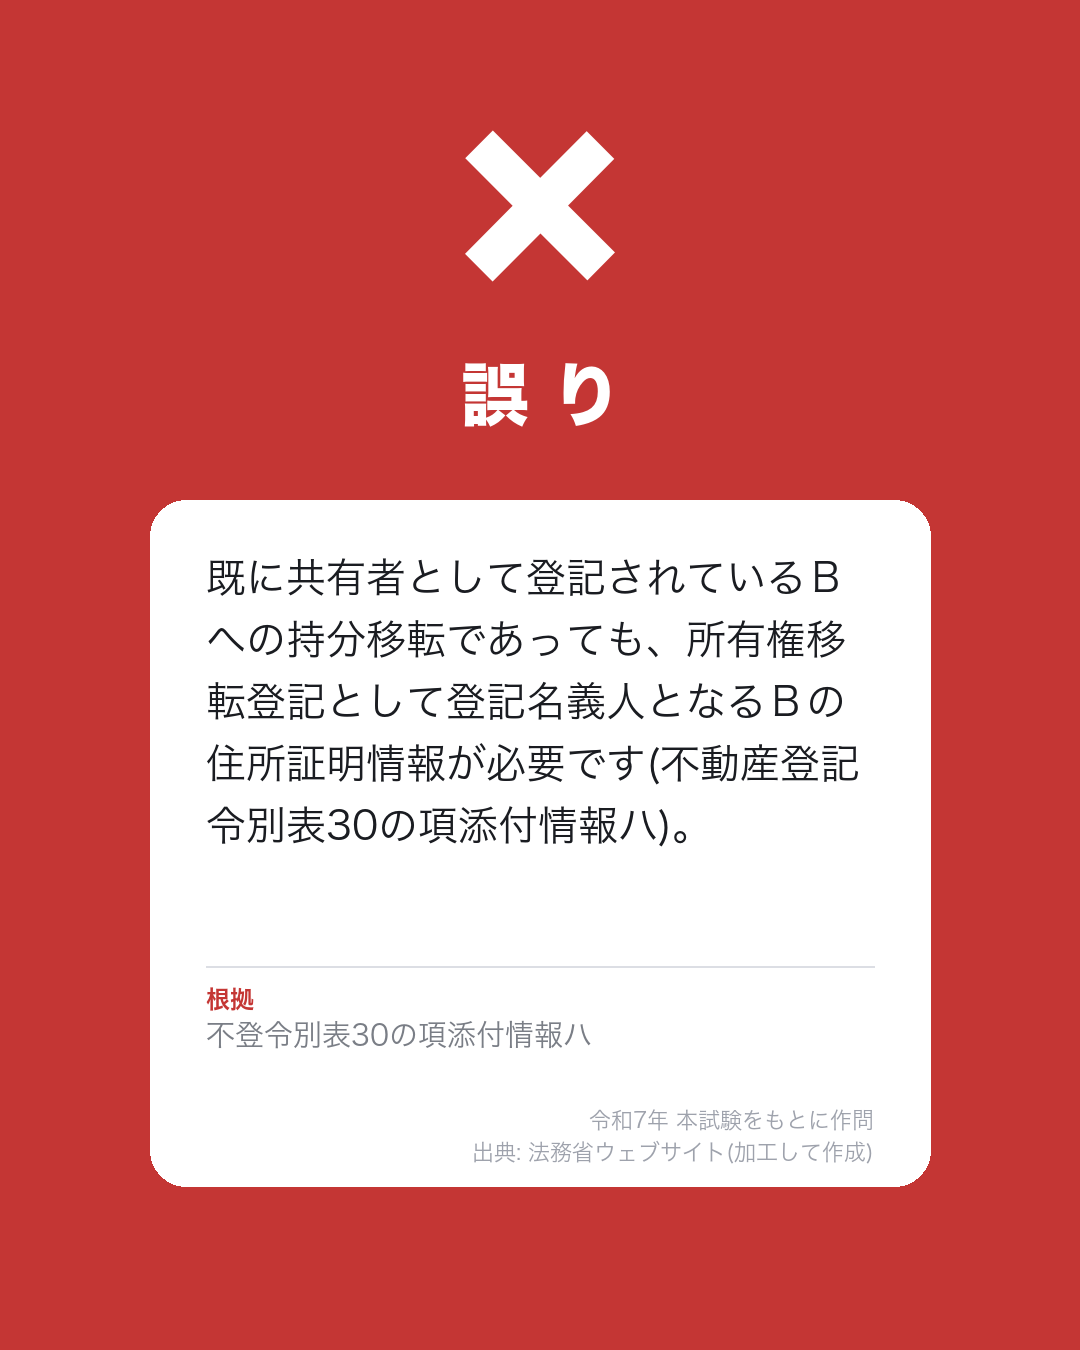 誤り
既に共有者として登記されているＢ
への持分移転であっても、所有権移
転登記として登記名義人となるＢの
住所証明情報が必要です(不動産登記
令別表30の項添付情報ハ)。
根拠
不登令別表30の項添付情報ハ
令和7年 本試験をもとに作問
出典: 法務省ウェブサイト(加工して作成)